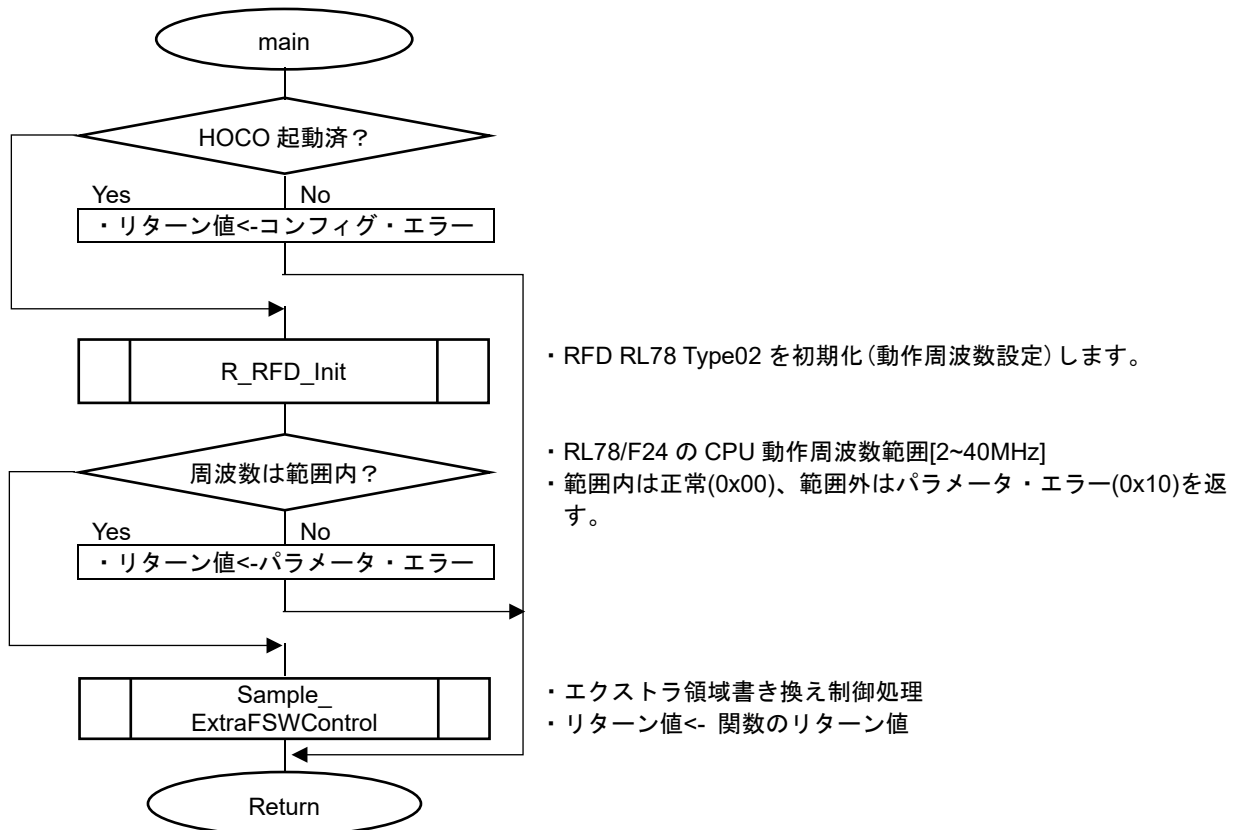 main
HOCO 起動済？
Yes
No
・リターン値<-コンフィグ・エラー
R_RFD_Init
・RFD RL78 Type02 を初期化(動作周波数設定)します。
周波数は範囲内？
・RL78/F24 の CPU 動作周波数範囲[2~40MHz]
・範囲内は正常(0x00)、範囲外はパラメータ・エラー(0x10)を返
す。
Yes
No
・リターン値<-パラメータ・エラー
Sample_
ExtraFSWControl
・エクストラ領域書き換え制御処理
・リターン値<- 関数のリターン値
Return